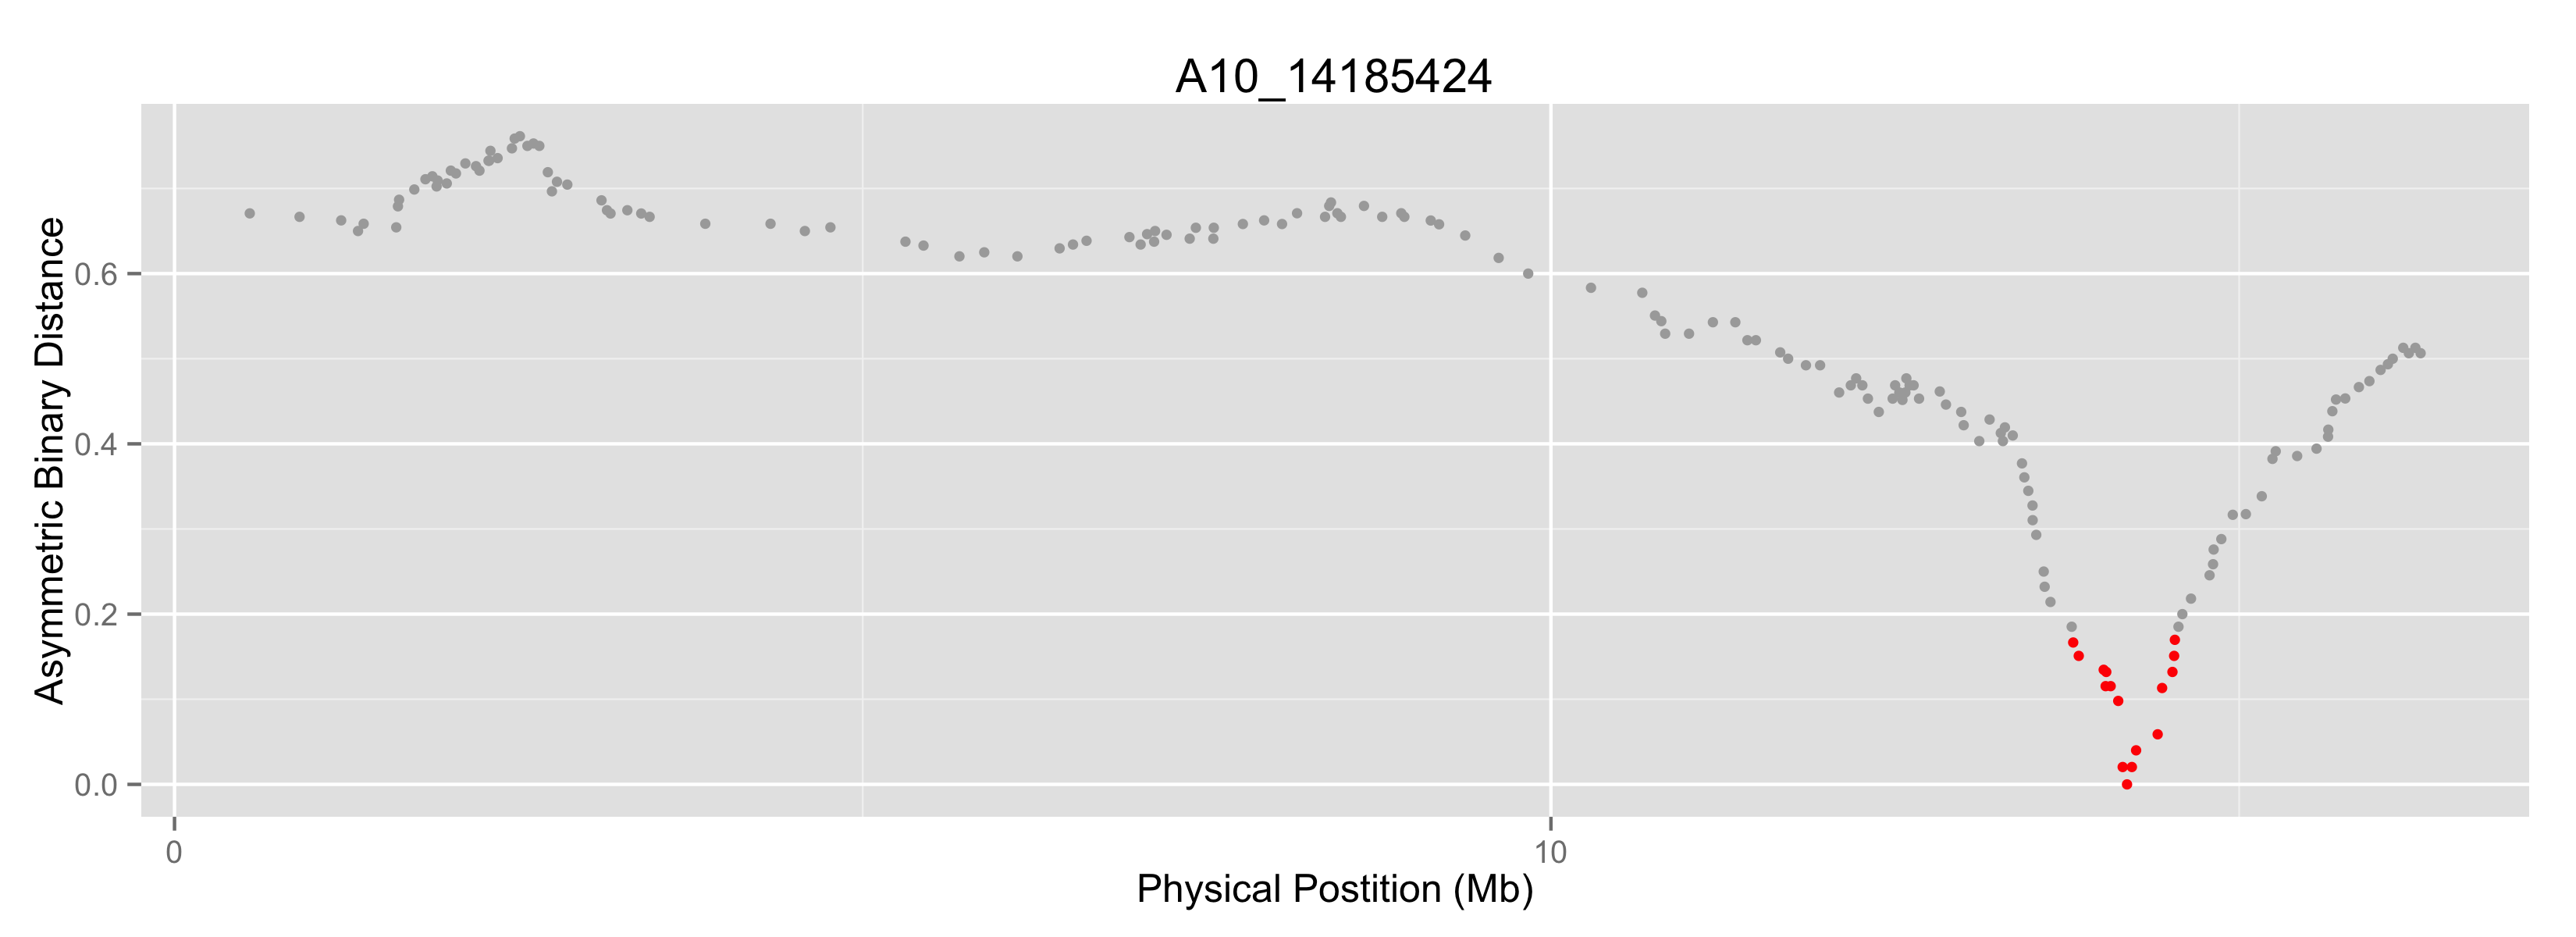 A10_14185424
Asymmetric Binary Distance
0.6
0.4
0.2
0.0
0
10
Physical Postition (Mb)